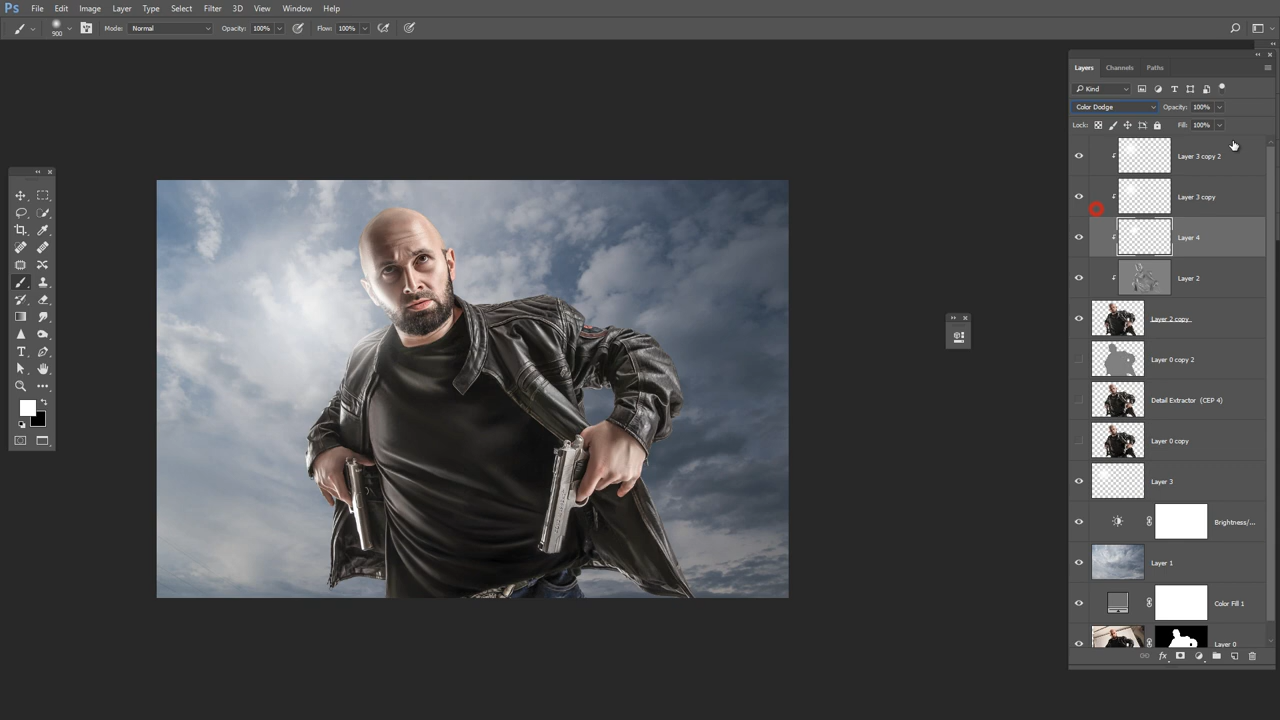 Ps File Edit Image Layer Type Select Filter 3D View Window Help
900 Mode: Normal Opacity: 100% Flow: 100%
Layers Channels Paths
Kind
Color Dodge Opacity: 100%
Lock: Fill: 100%
Layer 3 copy 2
Layer 3 copy
Layer 4
Layer 2
Layer 2 copy
Layer 0 copy 2
Detail Extractor (CEP 4)
Layer 0 copy
Layer 3
Brightness/...
Layer 1
Color Fill 1
Layer 0
fx